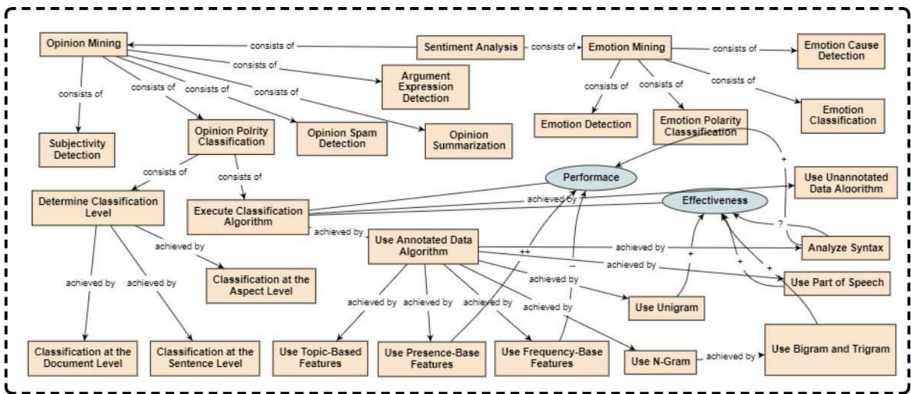 Opinion Mining
consists of
Sentiment Analysis
consists of
Emotion Mining
consists of
Emotion Cause
Detection
consists of
consists of
consists of
consists of
consists of
Argument
Expression
Detection
consists of
consists of
consists of
Emotion
Classification
Subjectivity
Detection
Opinion Polrity
Classification
Opinion Spam
Detection
Opinion
Summarization
Emotion Detection
Emotion Polarity
Classsification
consists of
consists of
Performace
+
Use Unannotated
Data Algorithm
Determine Classification
Level
Execute Classification
Algorithm
achieved by
Effectiveness
?
achieved by
Use Annotated Data
Algorithm
achieved by
Analyze Syntax
achieved by
Classification at the
Aspect Level
++
--
+
+
+
achieved by
Use Part of Speech
achieved by
achieved by
achieved by
achieved by
achieved by
achieved by
Use Unigram
achieved by
Classification at the
Document Level
Classification at the
Sentence Level
Use Topic-Based
Features
Use Presence-Base
Features
Use Frequency-Base
Features
Use N-Gram
achieved by
Use Bigram and Trigram